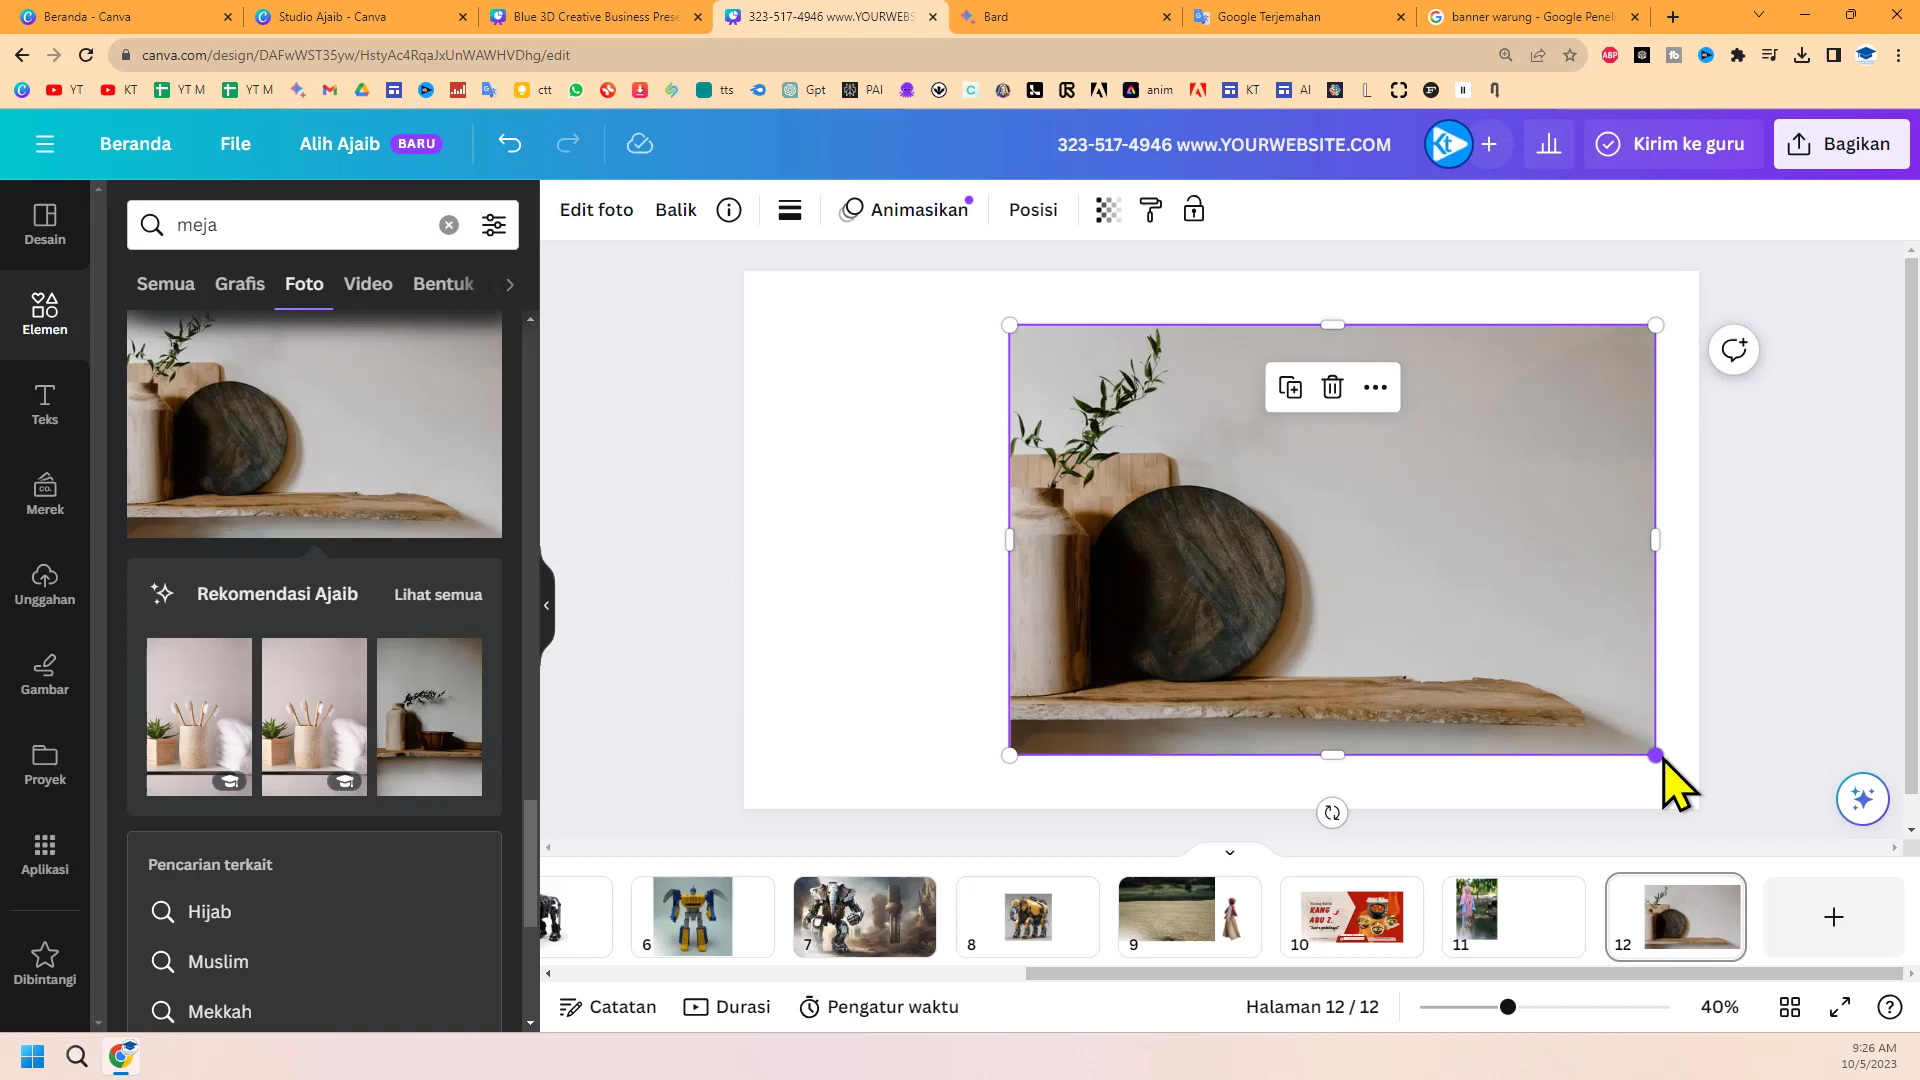 Beranda - Canva
Studio Ajaib - Canva
Blue 3D Creative Business Prese
323-517-4946 www.YOURWEBS
Bard
Google Terjemahan
banner warung - Google Penel
canva.com/design/DAFwWST35yw/HstyAc4RqaJxUnWAWHVDhg/edit
YT
KT
YT M
YT M
ctt
tts
Gpt
PAI
anim
KT
AI
Beranda
File
Alih Ajaib
BARU
323-517-4946 www.YOURWEBSITE.COM
Kt
Kirim ke guru
Bagikan
Desain
Elemen
Teks
Merek
Unggahan
Gambar
Proyek
Aplikasi
Dibintangi
meja
Semua
Grafis
Foto
Video
Bentuk
Rekomendasi Ajaib
Lihat semua
Pencarian terkait
Hijab
Muslim
Mekkah
Edit foto
Balik
Animasikan
Posisi
6
7
8
9
10
KANG
ABU Z.
11
12
Catatan
Durasi
Pengatur waktu
Halaman 12 / 12
40%
9:26 AM
10/5/2023